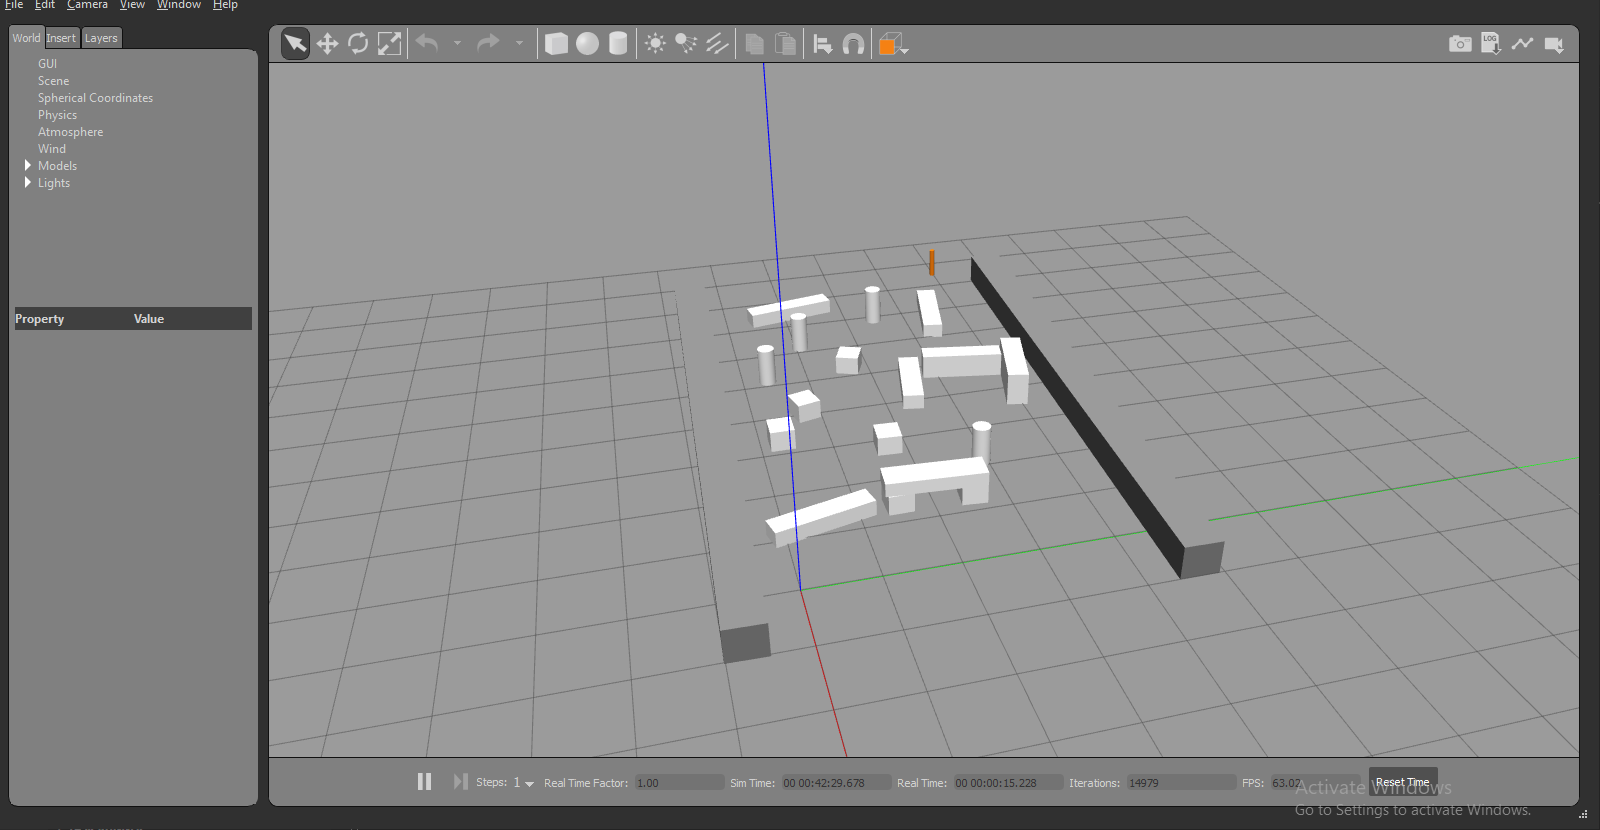 File Edit Camera View Window Help
World Insert Layers
LOG
GUI
Scene
Spherical Coordinates
Physics
Atmosphere
Wind
Models
Lights
Property Value
Steps: 1 Real Time Factor: 1.00 Sim Time: 00 00:42:29.678 Real Time: 00 00:00:15.228 Iterations: 14979 FPS: 63.02 Reset Time
Activate Windows
Go to Settings to activate Windows.